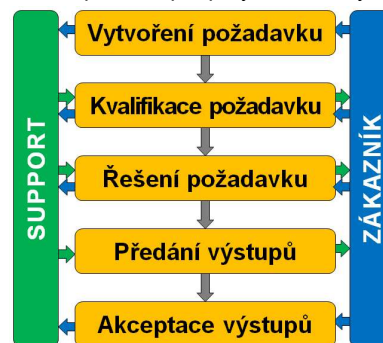 Vytvoření požadavku
Kvalifikace požadavku
Řešení požadavku
Předání výstupů
Akceptace výstupů
SUPPORT
ZÁKAZNÍK